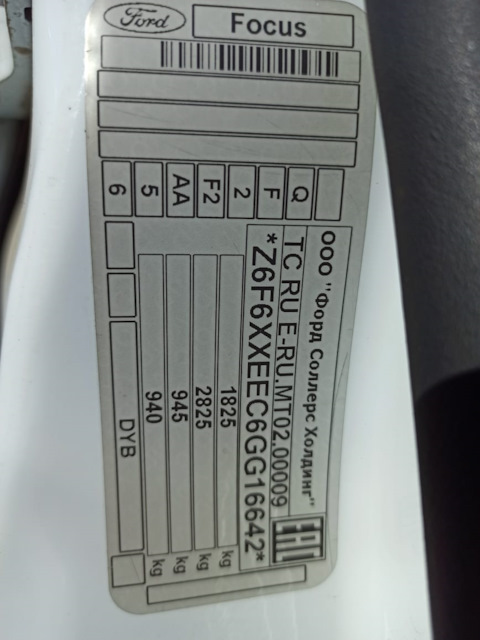 Ford
Focus
ООО "Форд Соллерс Холдинг"
TC RU E-RU.MT02.00009
*Z6F6XXEEC6GG16642*
1825 kg
2825 kg
945 kg
940 kg
DYB
Q
F
2
F2
AA
5
6
EAC